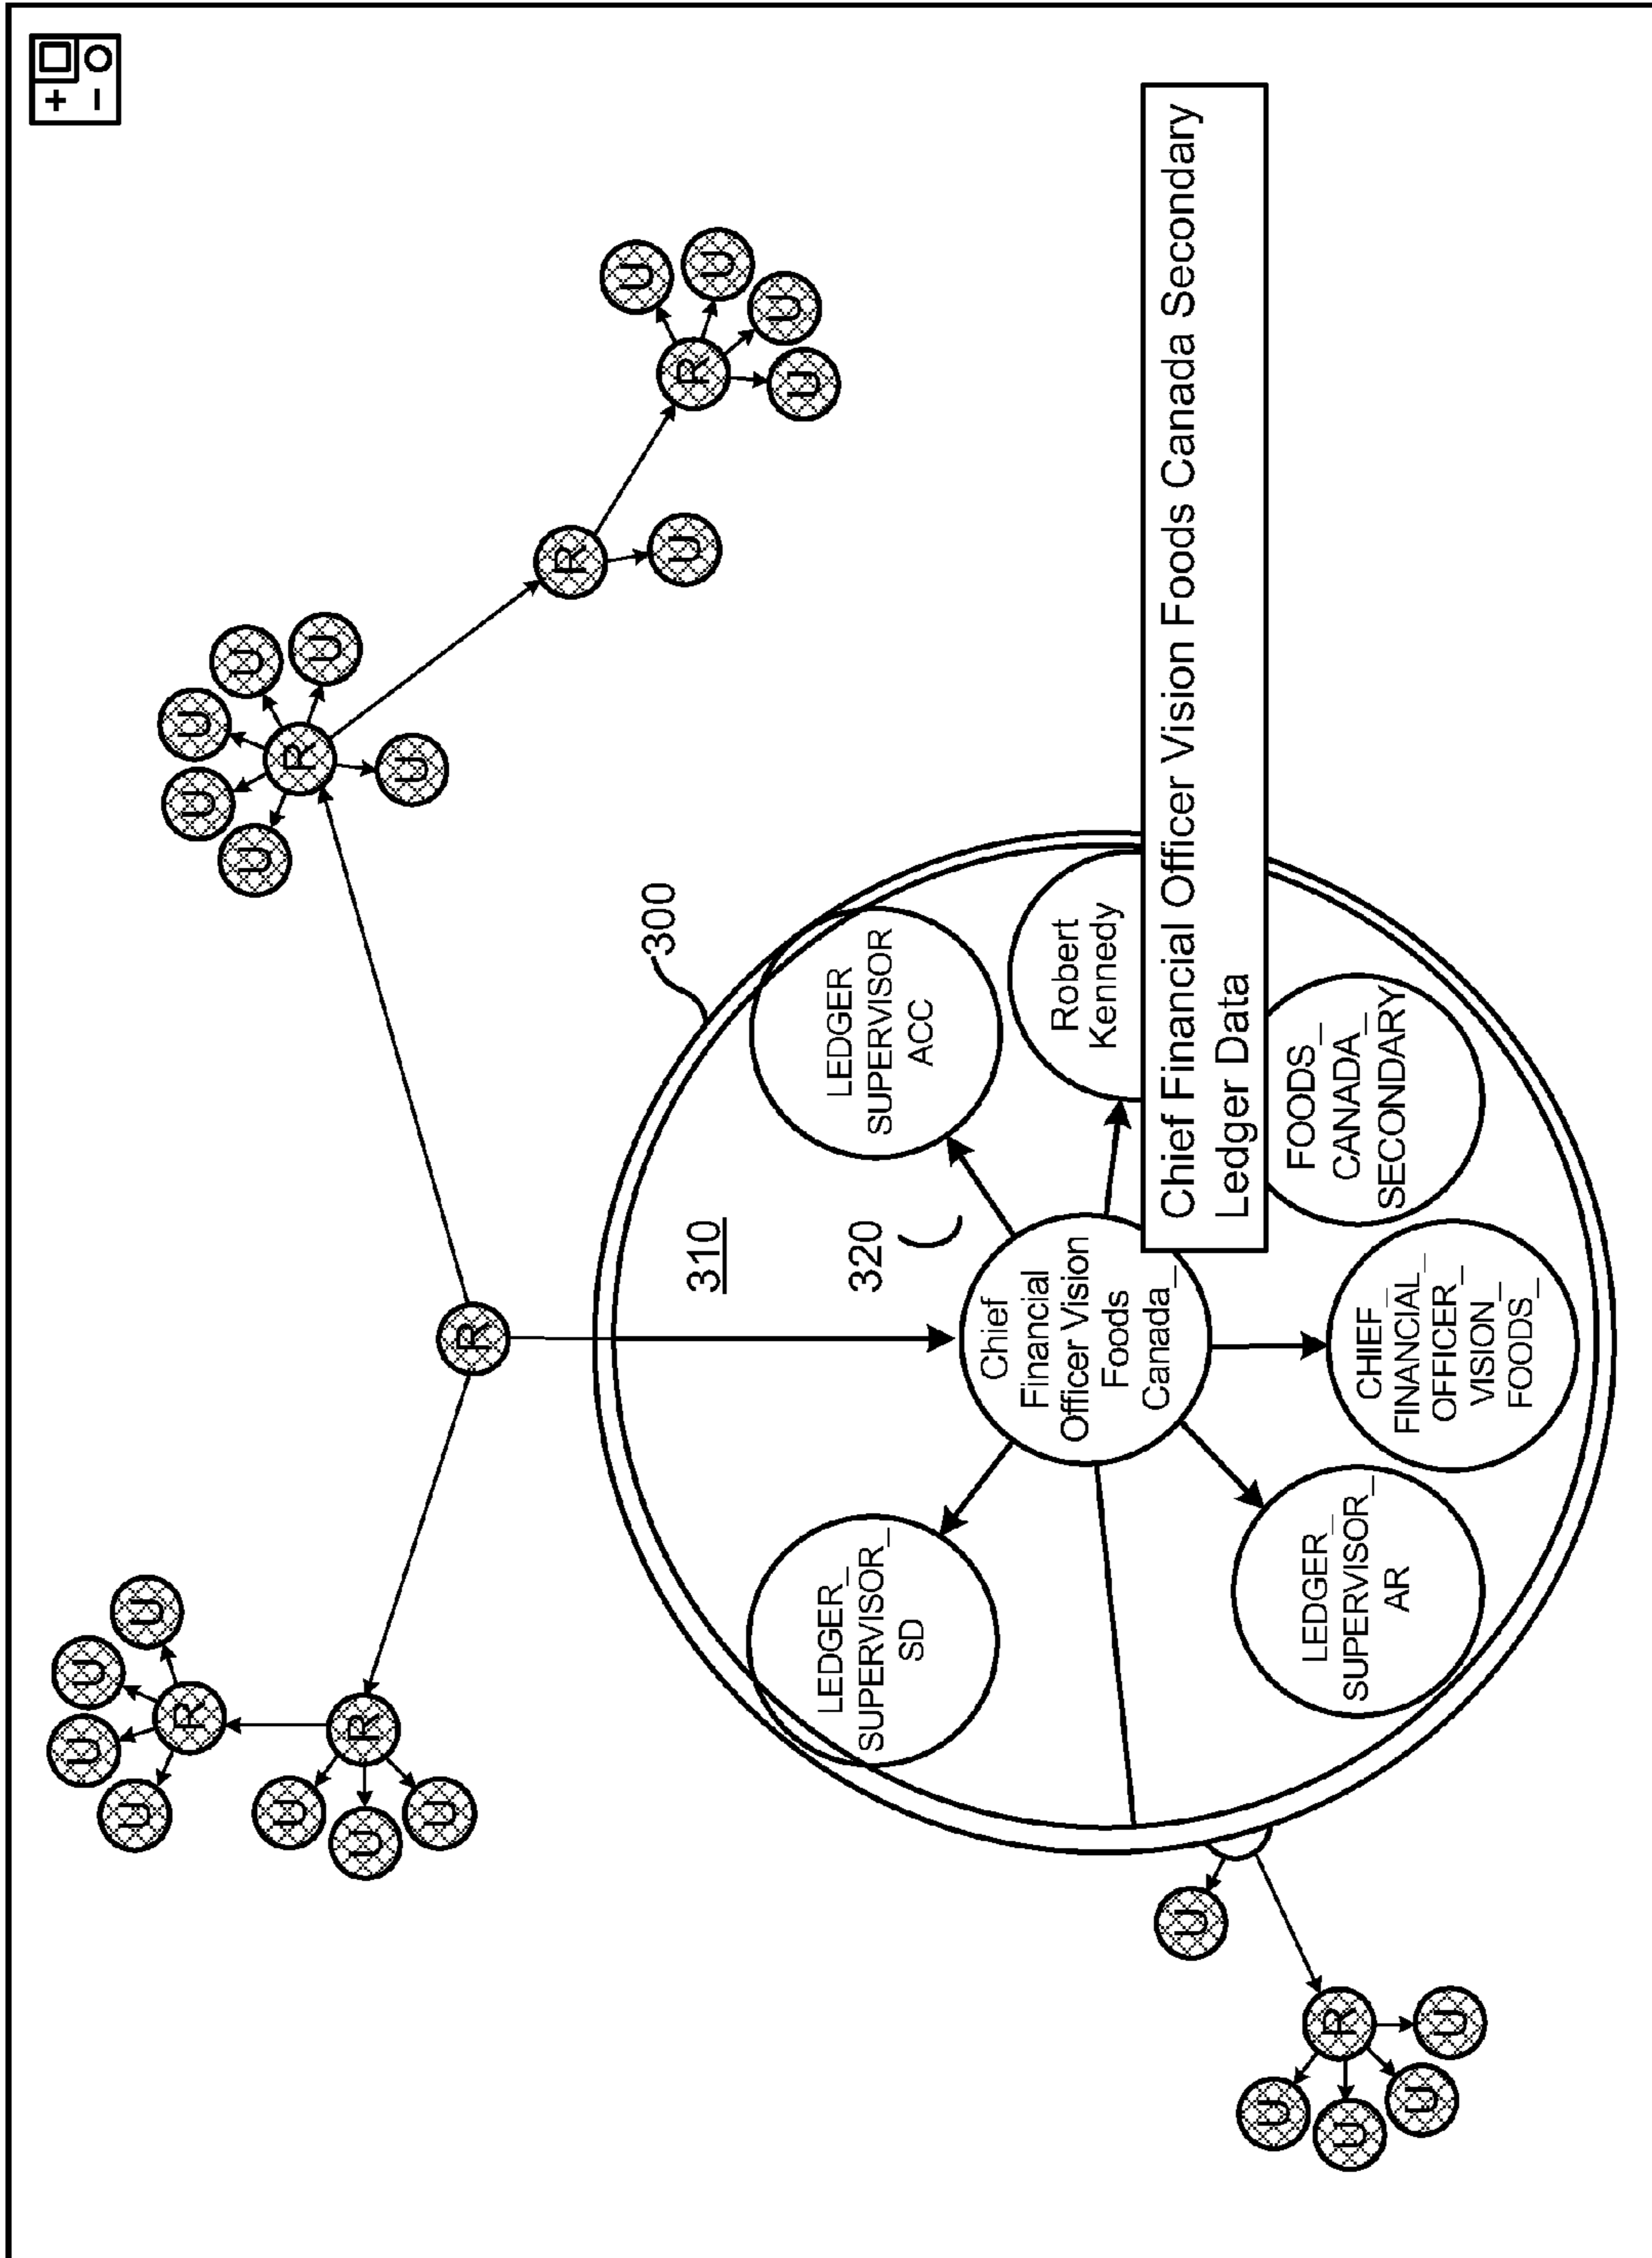 +
-
U
U
U
U
R
U
R
U
U
U
U
U
U
R
U
U
R
R
U
U
U
R
U
U
300
310
320
LEDGER_
SUPERVISOR_
SD
LEDGER
SUPERVISOR
ACC
Chief
Financial
Officer Vision
Foods
Canada_
Robert
Kennedy
Chief Financial Officer Vision Foods Canada Secondary
Ledger Data
LEDGER_
SUPERVISOR_
AR
CHIEF_
FINANCIAL_
OFFICER_
VISION_
FOODS_
FOODS_
CANADA_
SECONDARY
U
R
U
U
U
U